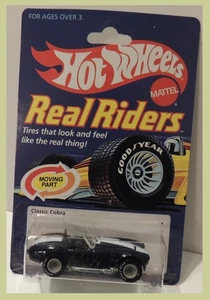 FOR AGES OVER 3.
Hot Wheels
MATTEL
Real Riders
Tires that look and feel
like the real thing!
GOOD YEAR
MOVING
PART
Classic Cobra